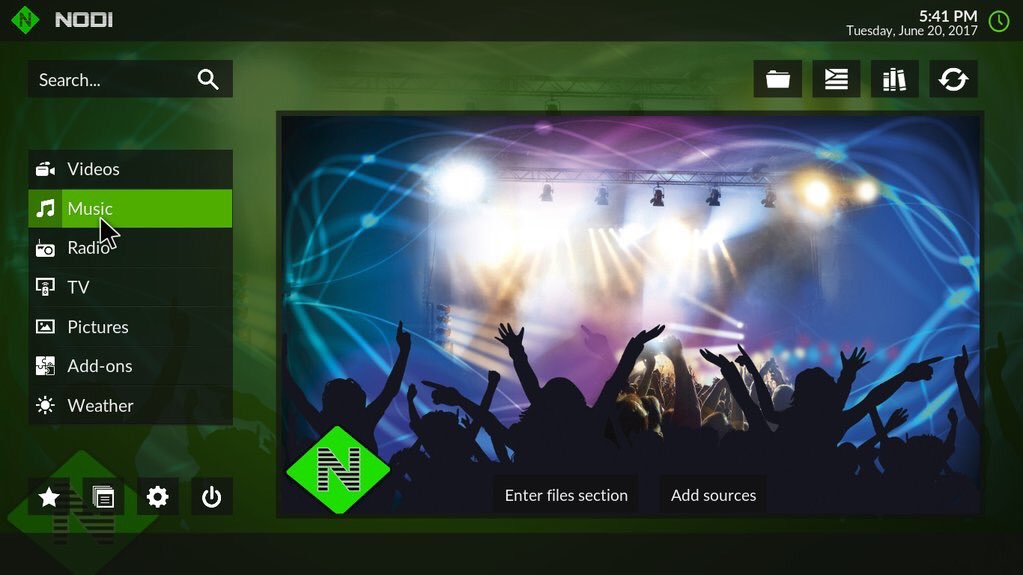 NODI
5:41 PM
Tuesday, June 20, 2017
Search...
Videos
Music
Radio
TV
Pictures
Add-ons
Weather
N
Enter files section
Add sources